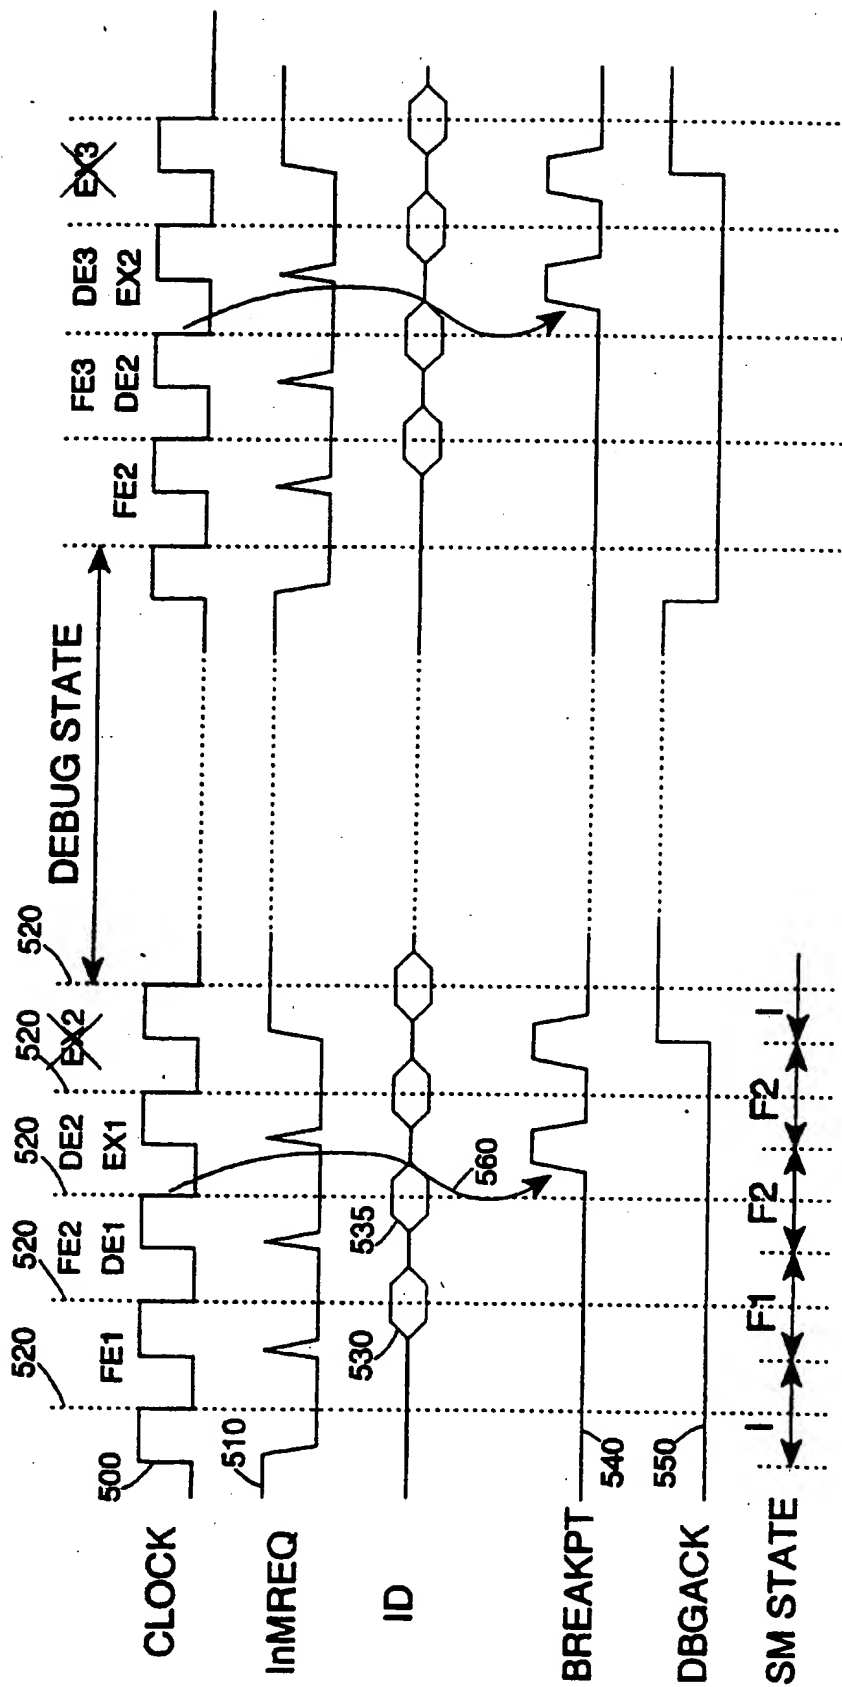 DEBUG STATE
520
520
520
520
520
FE1
FE2
DE1
DE2
EX1
EX2
FE2
FE3
DE2
DE3
EX2
EX3
CLOCK
500
InMREQ
510
ID
530
535
560
BREAKPT
540
DBGACK
550
SM STATE
I
F1
F2
F2
I